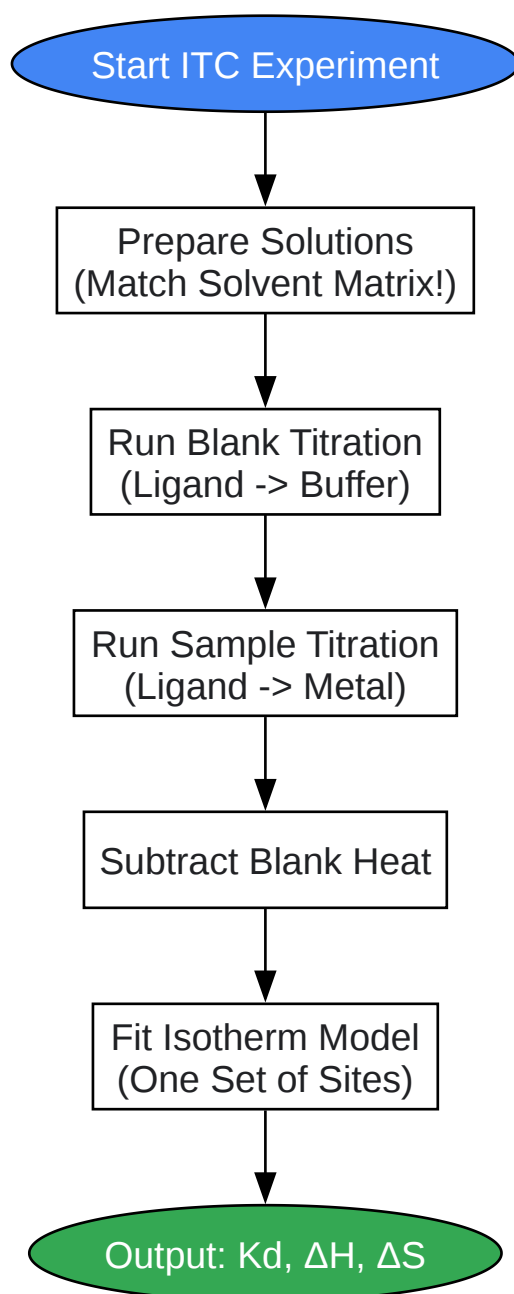 Start ITC Experiment
Prepare Solutions
(Match Solvent Matrix!)
Run Blank Titration
(Ligand -> Buffer)
Run Sample Titration
(Ligand -> Metal)
Subtract Blank Heat
Fit Isotherm Model
(One Set of Sites)
Output: Kd, ΔH, ΔS